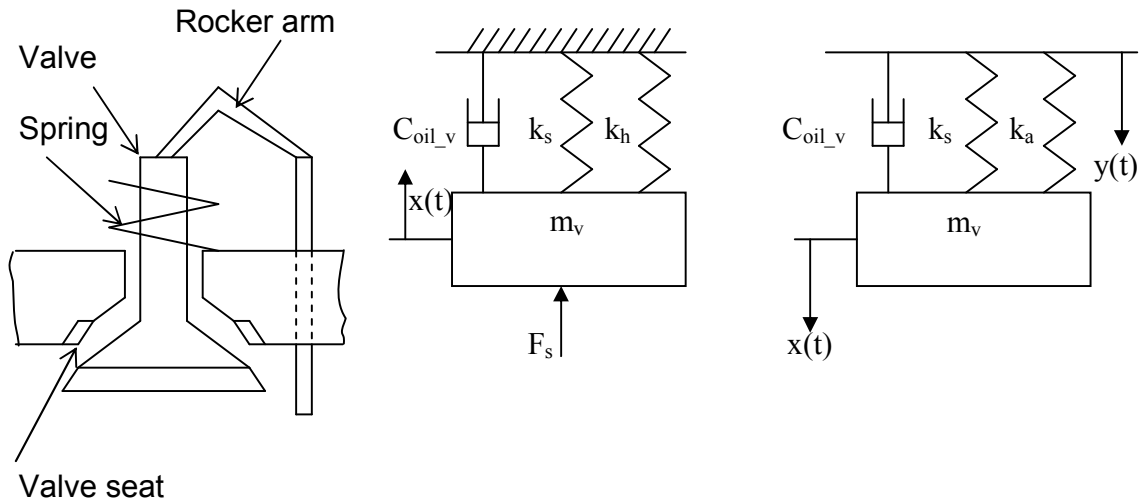 Rocker arm
Valve
Spring
Valve seat
C_oil_v
k_s
k_h
x(t)
m_v
F_s
C_oil_v
k_s
k_a
y(t)
m_v
x(t)